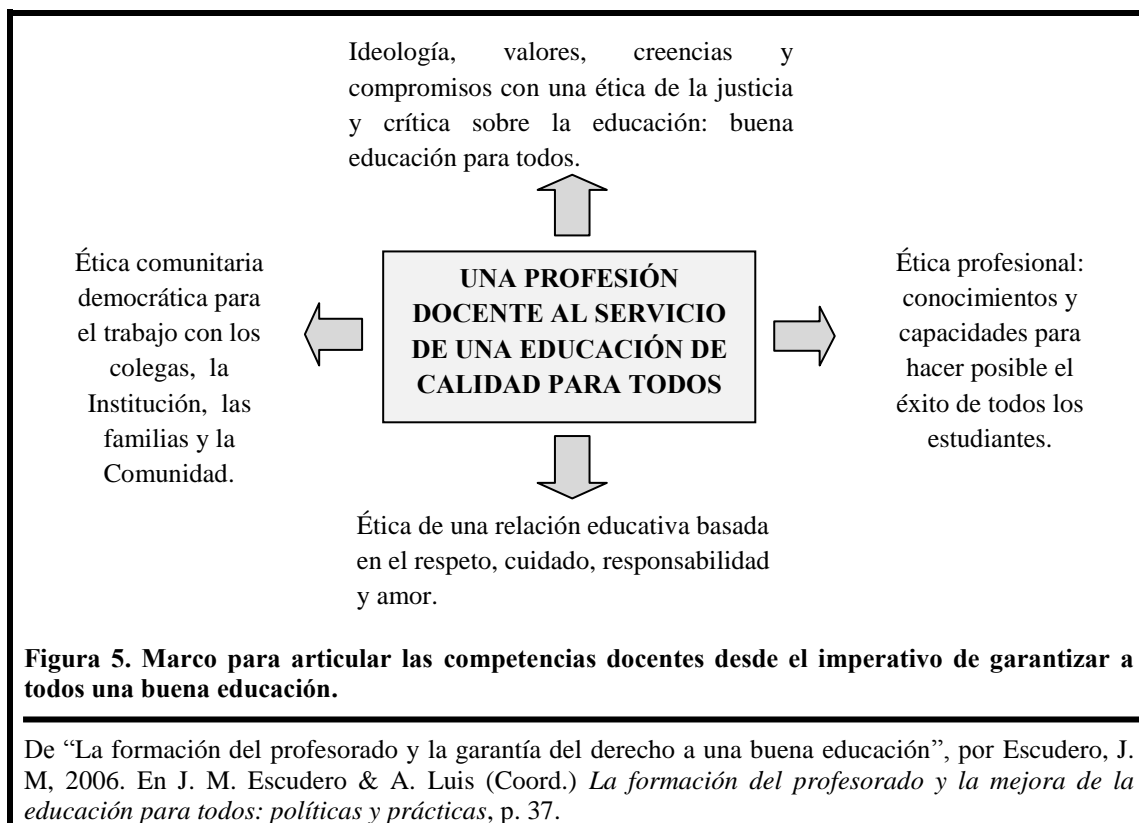 Ideología, valores, creencias y
compromisos con una ética de la justicia
y crítica sobre la educación: buena
educación para todos.
Ética comunitaria
democrática para
el trabajo con los
colegas, la
Institución, las
familias y la
Comunidad.
UNA PROFESIÓN
DOCENTE AL SERVICIO
DE UNA EDUCACIÓN DE
CALIDAD PARA TODOS
Ética profesional:
conocimientos y
capacidades para
hacer posible el
éxito de todos los
estudiantes.
Ética de una relación educativa basada
en el respeto, cuidado, responsabilidad
y amor.
Figura 5. Marco para articular las competencias docentes desde el imperativo de garantizar a
todos una buena educación.
De “La formación del profesorado y la garantía del derecho a una buena educación”, por Escudero, J.
M, 2006. En J. M. Escudero & A. Luis (Coord.) La formación del profesorado y la mejora de la
educación para todos: políticas y prácticas, p. 37.